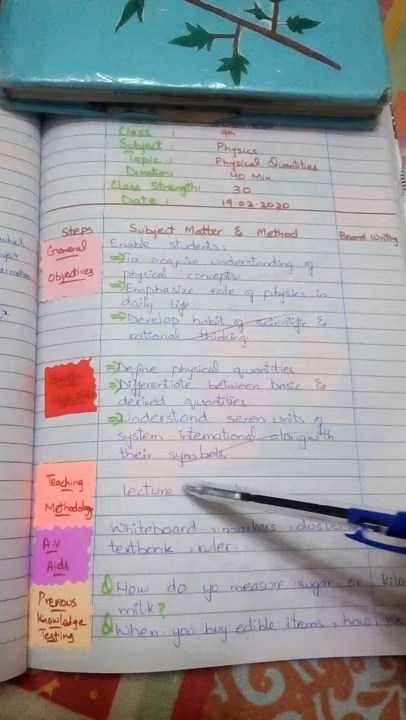 Class : 9th
Subject : Physics
Topic : Physical Quantities
Duration : 40 Min
Class Strength : 30
Date : 19.02.2020
Steps Subject Matter & Method Board Writing
General Objectives
Enable students:
⇒To acquire understanding of
physical concepts.
⇒Emphasize role of physics in
daily life.
⇒Develop habit of scientific &
rational thinking.
Specific Objectives
⇒Define physical quantities
⇒Differentiate between basic &
derived quantities.
⇒Understand seven units of
system international alongwith
their symbols
Teaching
Methodology
lecture
A.V
Aids
Whiteboard, markers, duster
textbook, ruler.
Previous
Knowledge
Testing
Q How do yo measure sugar or
milk?
Q When you buy edible items, how